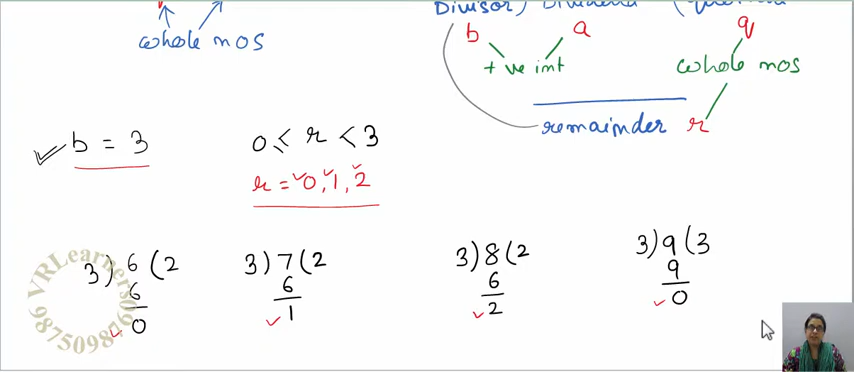 Divisor) Dividend (Quotient
b a q
whole nos
+ve int whole nos
remainder r
b = 3 0 ≤ r < 3
r = 0, 1, 2
3) 6 (2 3) 7 (2 3) 8 (2 3) 9 (3
6 6 6 9
0 1 2 0
VRLearners